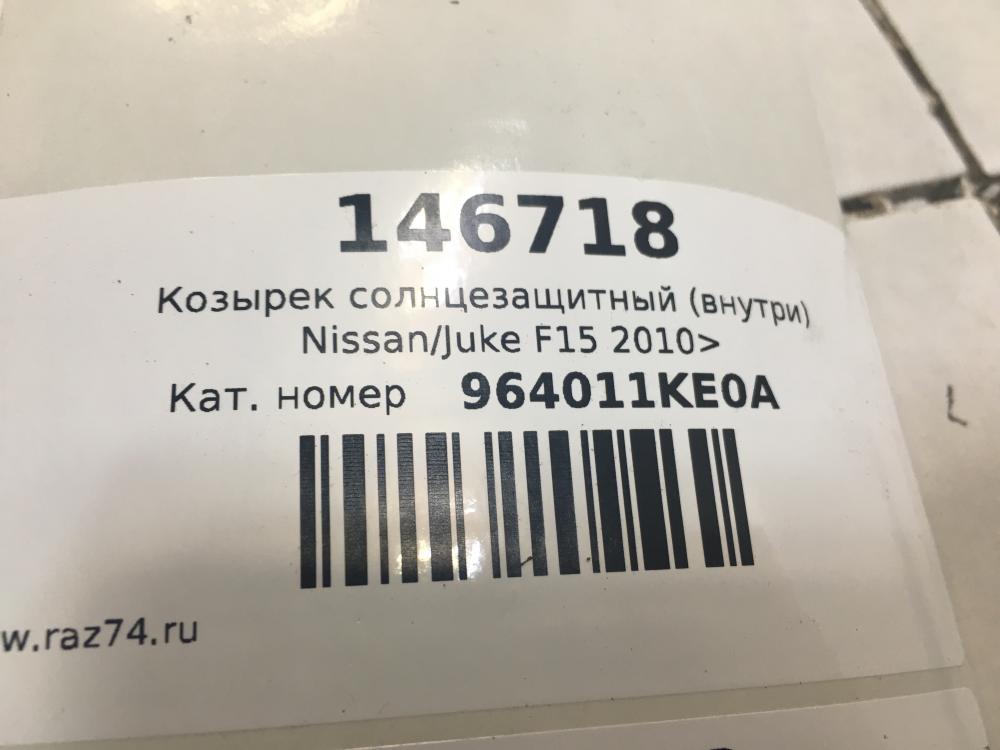 146718
Козырек солнцезащитный (внутри)
Nissan/Juke F15 2010>
Кат. номер 964011KE0A
w.raz74.ru